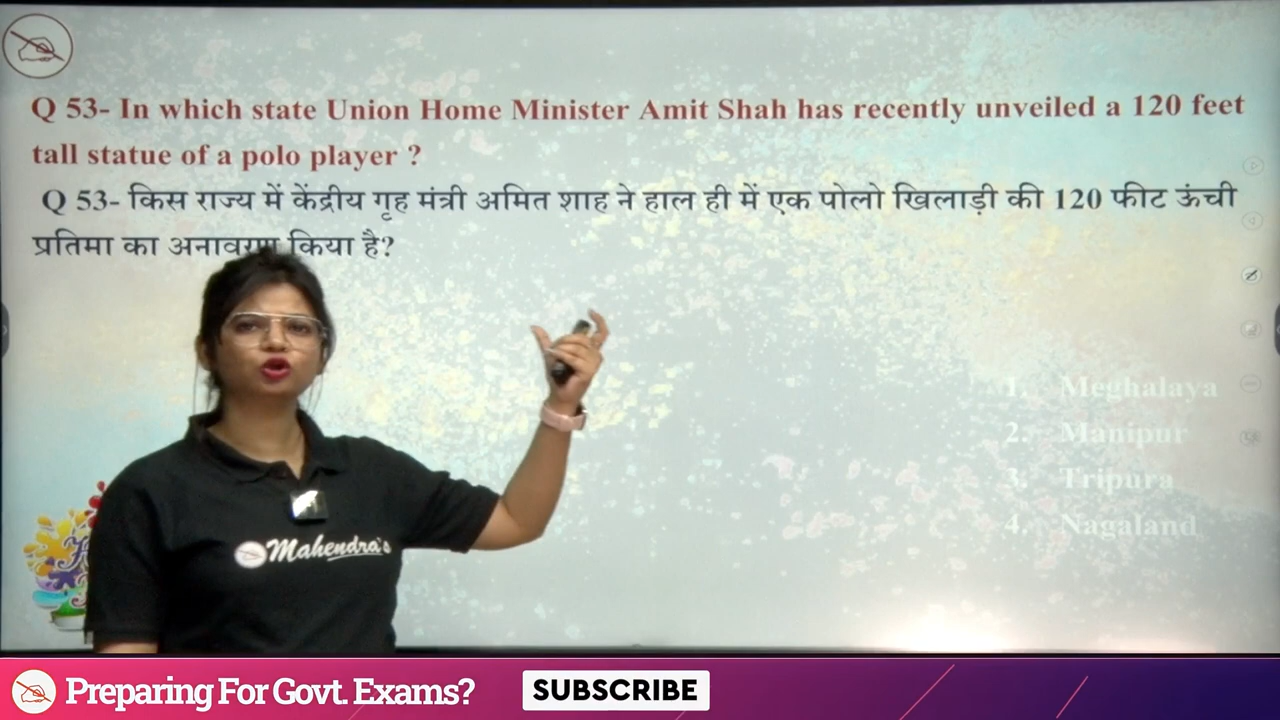 Q 53- In which state Union Home Minister Amit Shah has recently unveiled a 120 feet
tall statue of a polo player ?
Q 53- किस राज्य में केंद्रीय गृह मंत्री अमित शाह ने हाल ही में एक पोलो खिलाड़ी की 120 फीट ऊंची
प्रतिमा का अनावरण किया है?
1. Meghalaya
2. Manipur
3. Tripura
4. Nagaland
Mahendra's
Preparing For Govt. Exams?
SUBSCRIBE